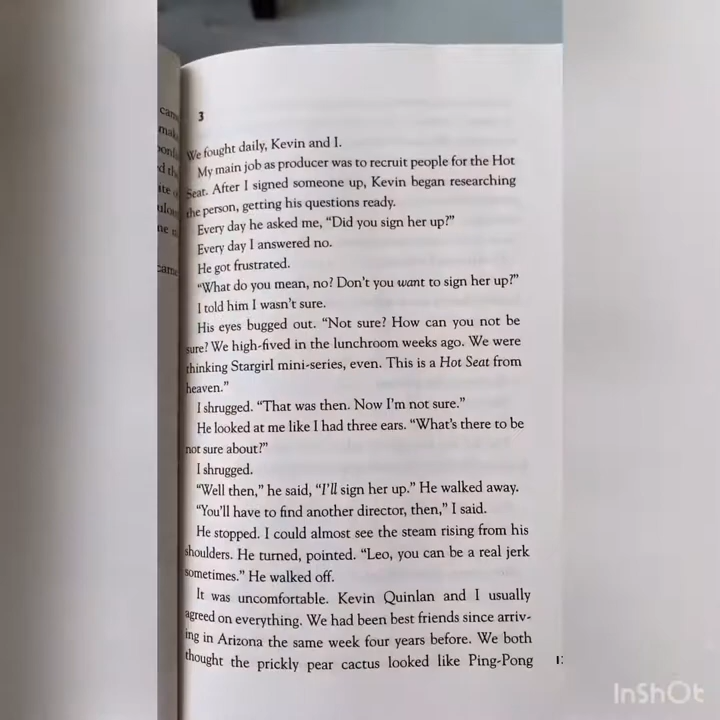 came
3
We fought daily, Kevin and I.
My main job as producer was to recruit people for the Hot
Seat. After I signed someone up, Kevin began researching
the person, getting his questions ready.
Every day he asked me, “Did you sign her up?”
Every day I answered no.
He got frustrated.
“What do you mean, no? Don’t you want to sign her up?”
I told him I wasn’t sure.
His eyes bugged out. “Not sure? How can you not be
sure? We high-fived in the lunchroom weeks ago. We were
thinking Stargirl mini-series, even. This is a Hot Seat from
heaven.”
I shrugged. “That was then. Now I’m not sure.”
He looked at me like I had three ears. “What’s there to be
not sure about?”
I shrugged.
“Well then,” he said, “I’ll sign her up.” He walked away.
“You’ll have to find another director, then,” I said.
He stopped. I could almost see the steam rising from his
shoulders. He turned, pointed. “Leo, you can be a real jerk
sometimes.” He walked off.
It was uncomfortable. Kevin Quinlan and I usually
agreed on everything. We had been best friends since arriv-
ing in Arizona the same week four years before. We both
thought the prickly pear cactus looked like Ping-Pong
InShOt